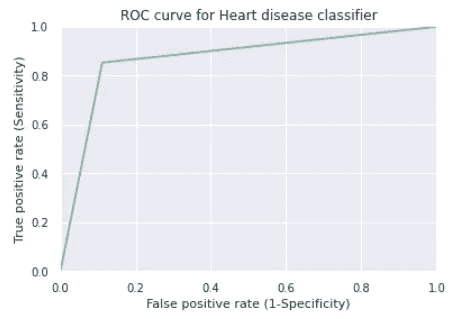 ROC curve for Heart disease classifier
1.0
0.8
0.6
0.4
0.2
0.0
True positive rate (Sensitivity)
0.0 0.2 0.4 0.6 0.8 1.0
False positive rate (1-Specificity)